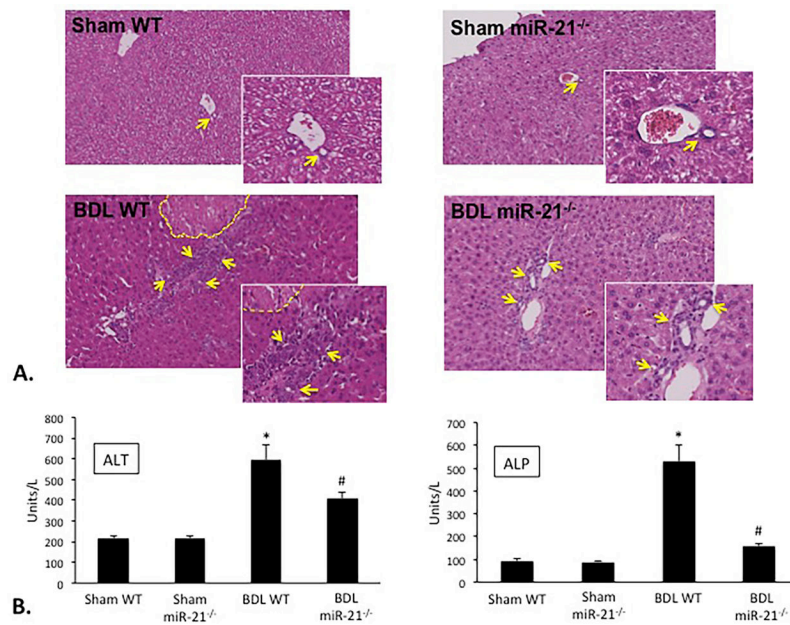 Sham WT
Sham miR-21-/-
BDL WT
BDL miR-21-/-
A.
800
700
600
500
400
300
200
100
0
Units/L
ALT
*
#
Sham WT
Sham
miR-21-/-
BDL WT
BDL
miR-21-/-
700
600
500
400
300
200
100
0
Units/L
ALP
*
#
Sham WT
Sham
miR-21-/-
BDL WT
BDL
miR-21-/-
B.